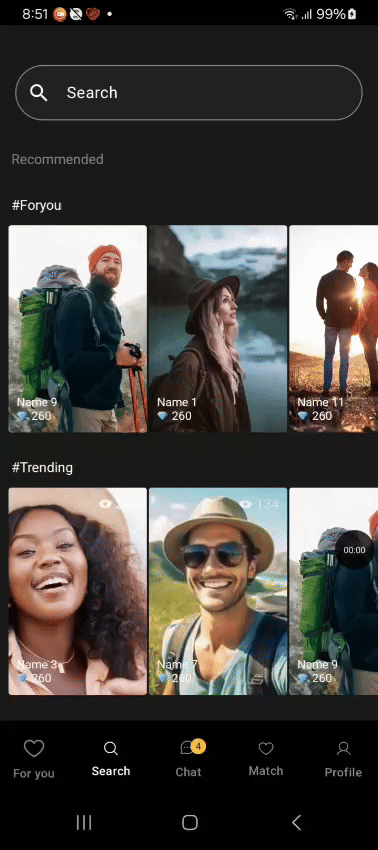 8:51
99%
Search
Recommended
#Foryou
Name 9
260
Name 1
260
Name 11
260
#Trending
134
00:00
Name 3
260
Name 7
260
Name 9
260
4
For you
Search
Chat
Match
Profile